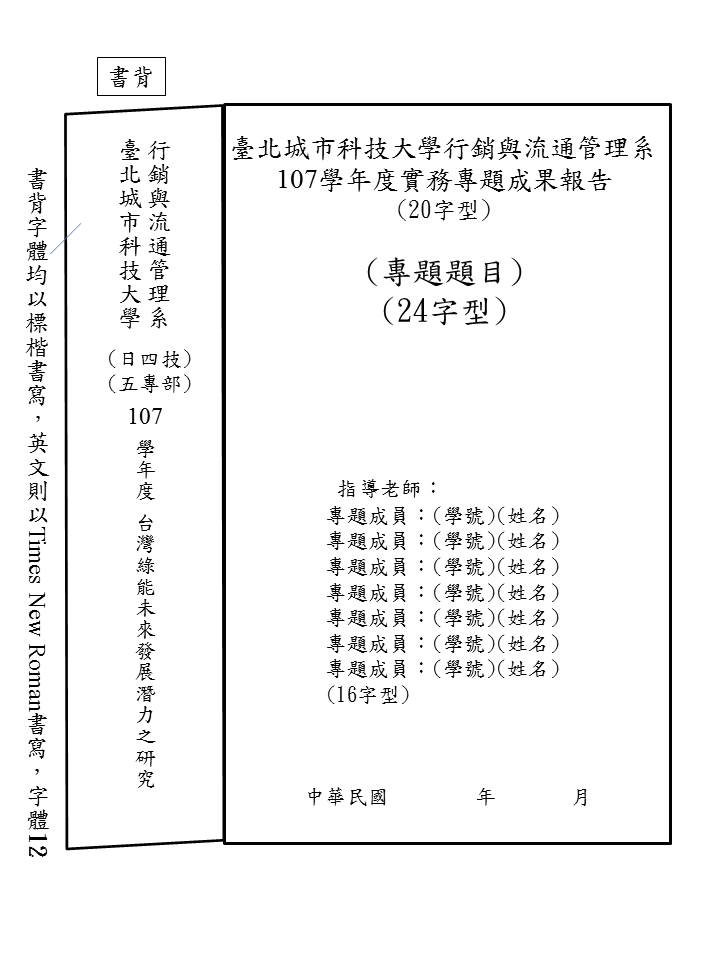 書背
書背字體均以標楷書寫，英文則以Times New Roman書寫，字體12
行銷與流通管理系
臺北城市科技大學
(日四技)
(五專部)
107
學年度
台灣綠能未來發展潛力之研究
臺北城市科技大學行銷與流通管理系
107學年度實務專題成果報告
(20字型)
(專題題目)
(24字型)
指導老師：
專題成員：(學號)(姓名)
專題成員：(學號)(姓名)
專題成員：(學號)(姓名)
專題成員：(學號)(姓名)
專題成員：(學號)(姓名)
專題成員：(學號)(姓名)
專題成員：(學號)(姓名)
(16字型)
中華民國 年 月